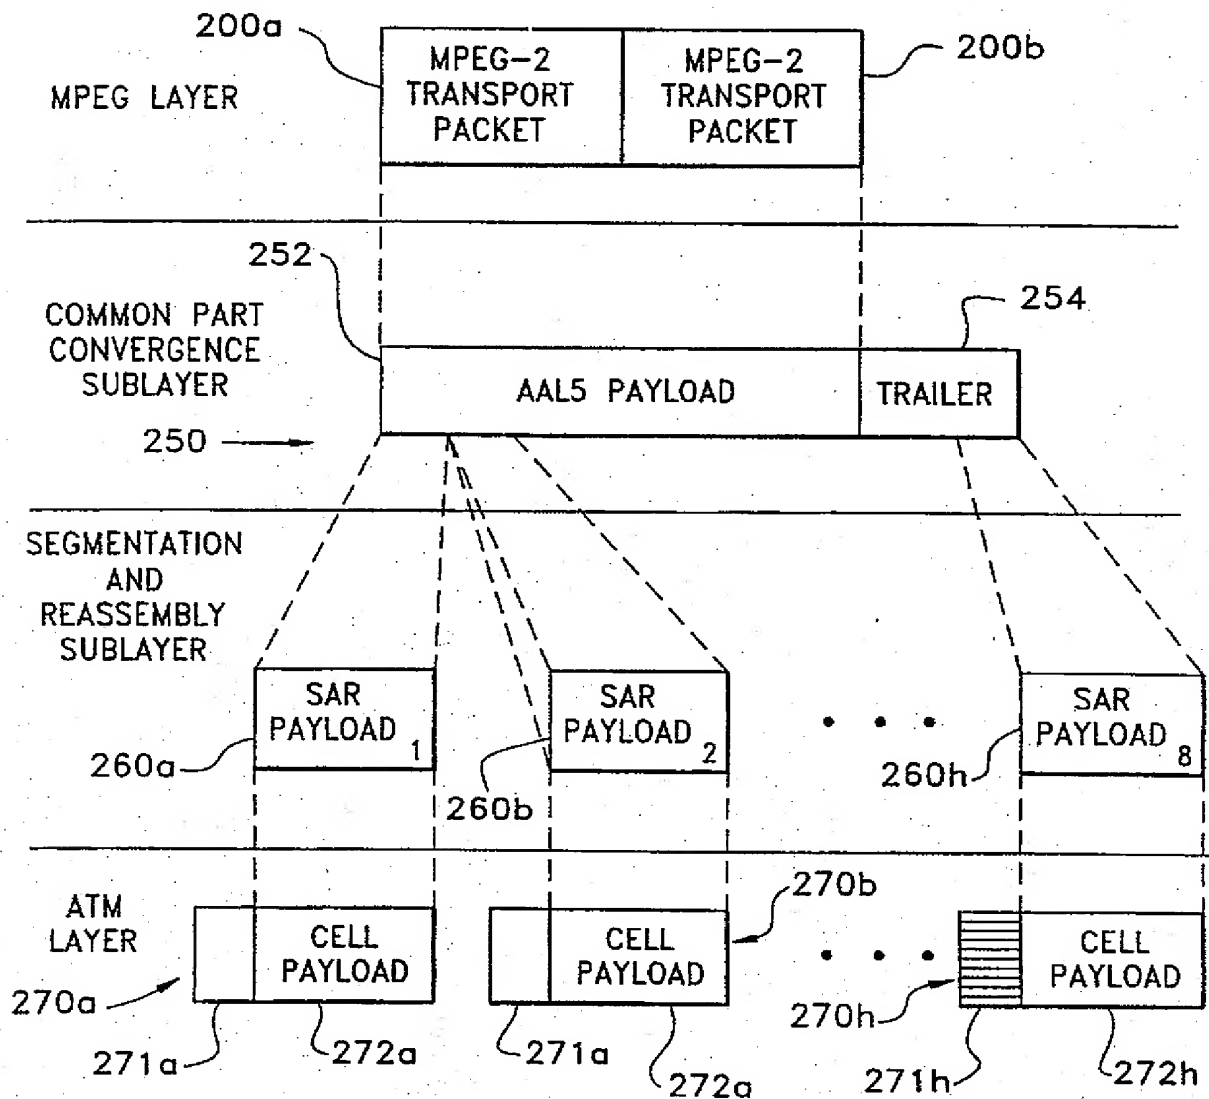 200a
MPEG-2
TRANSPORT
PACKET
MPEG-2
TRANSPORT
PACKET
200b
MPEG LAYER
252
254
COMMON PART
CONVERGENCE
SUBLAYER
AAL5 PAYLOAD
TRAILER
250
SEGMENTATION
AND
REASSEMBLY
SUBLAYER
SAR
PAYLOAD
1
SAR
PAYLOAD
2
SAR
PAYLOAD
8
260a
260b
260h
ATM
LAYER
270b
CELL
PAYLOAD
CELL
PAYLOAD
CELL
PAYLOAD
270a
270h
271a
272a
271a
272a
271h
272h